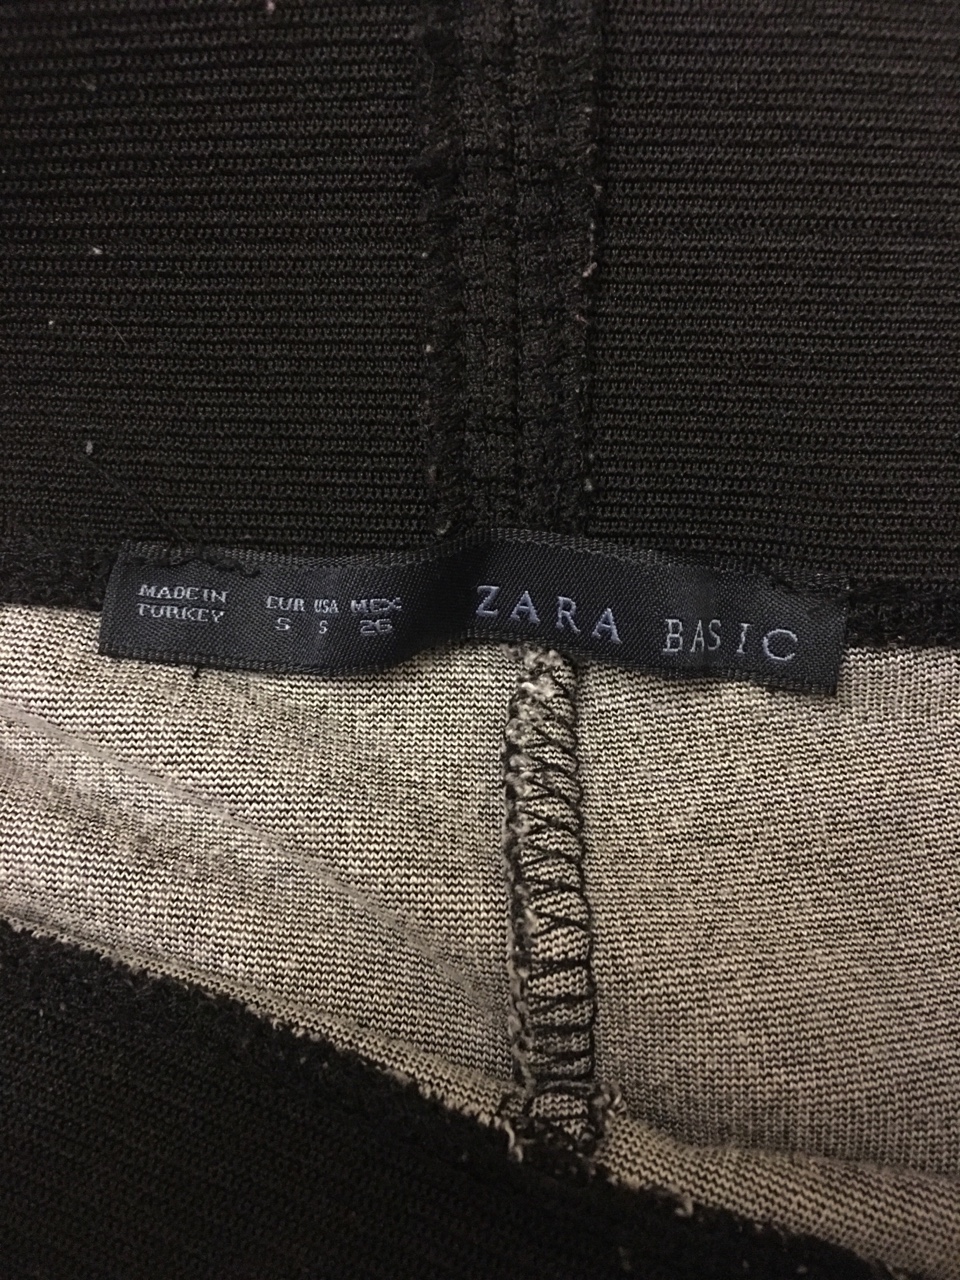 MADE IN
TURKEY
EUR USA MEX
S S 26
ZARA BASIC